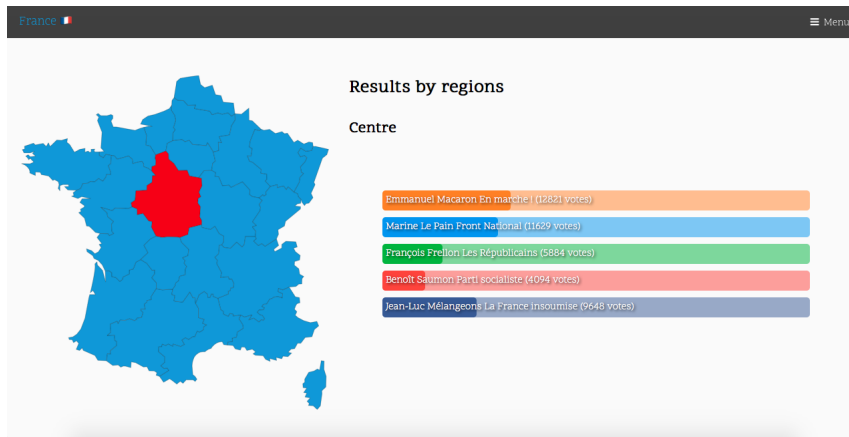 France 🇫🇷
Menu
Results by regions
Centre
Emmanuel Macaron En marche ! (12821 votes)
Marine Le Pain Front National (11629 votes)
François Frellon Les Républicains (5884 votes)
Benoît Saumon Parti socialiste (4094 votes)
Jean-Luc Mélangeons La France insoumise (9648 votes)